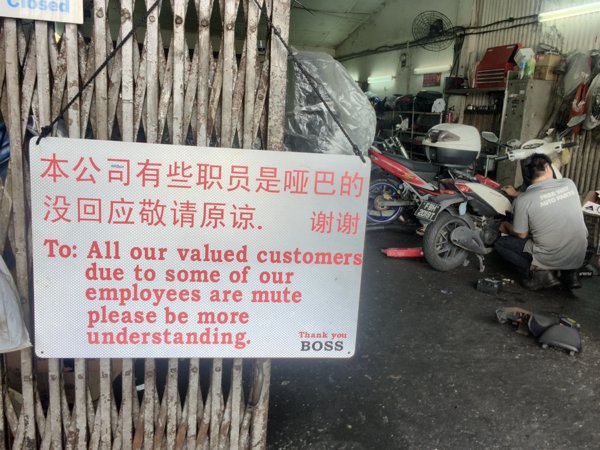 Closed
本公司有些职员是哑巴的
没回应敬请原谅. 谢谢
To: All our valued customers
due to some of our
employees are mute
please be more
understanding.
Thank you
BOSS
AUTO PARTS